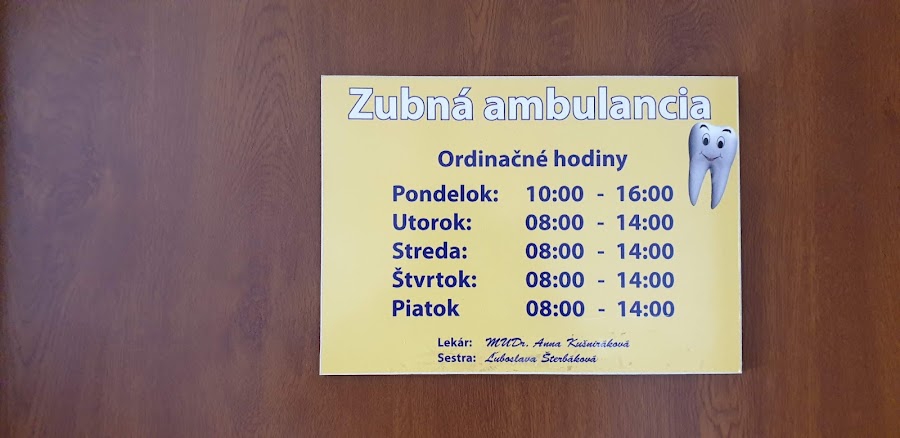 Zubná ambulancia
Ordinačné hodiny
Pondelok: 10:00 - 16:00
Utorok: 08:00 - 14:00
Streda: 08:00 - 14:00
Štvrtok: 08:00 - 14:00
Piatok 08:00 - 14:00
Lekár: MUDr. Anna Kušniráková
Sestra: Ľuboslava Šterbáková